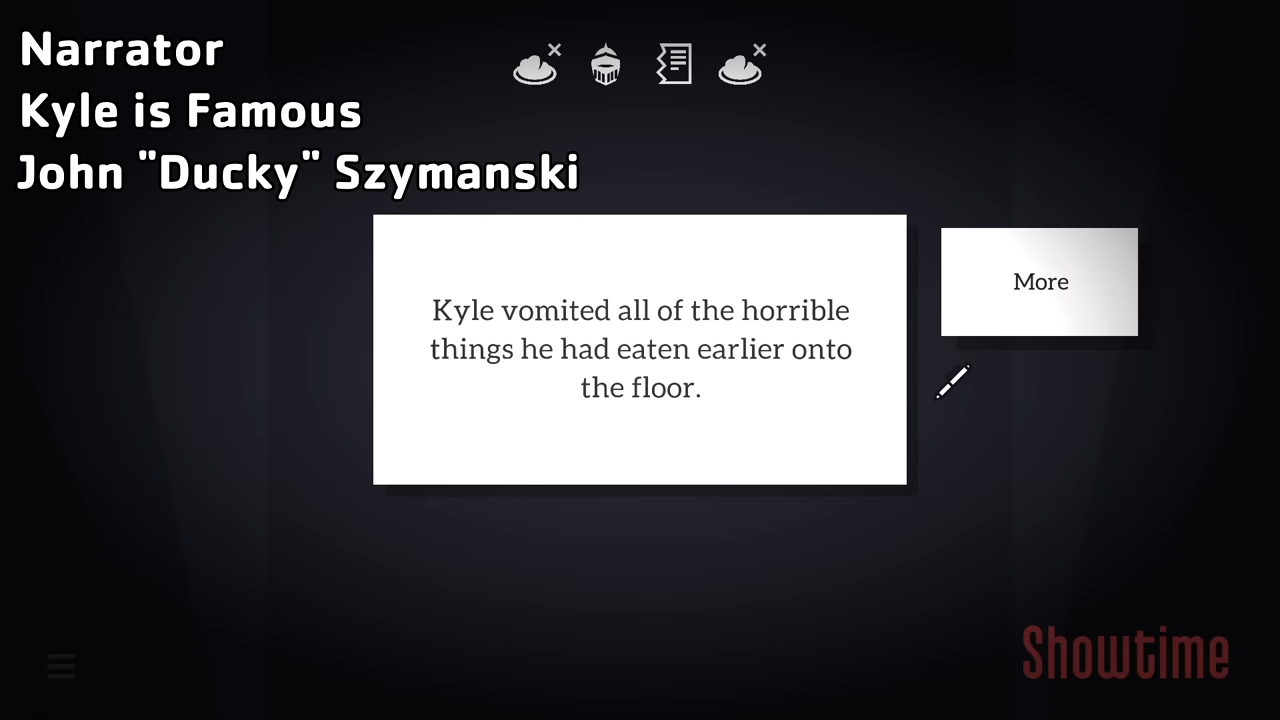 Narrator
Kyle is Famous
John "Ducky" Szymanski
Kyle vomited all of the horrible
things he had eaten earlier onto
the floor.
More
Showtime